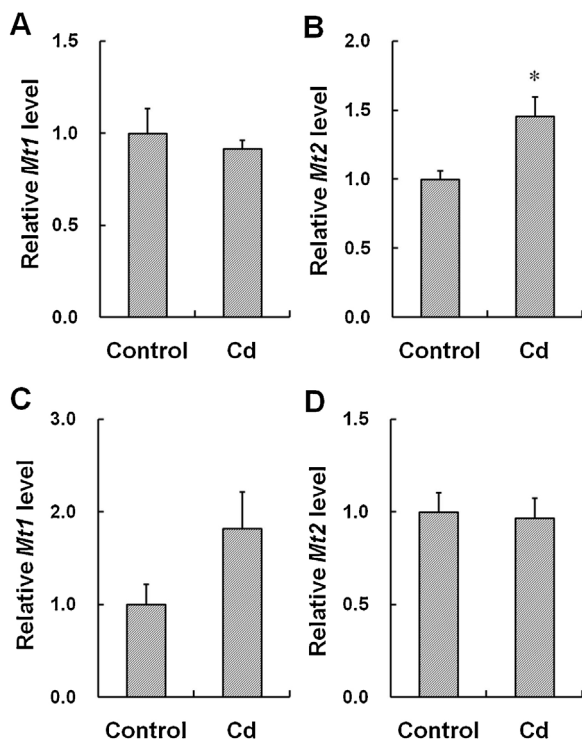 A
Relative Mt1 level
1.5
1.0
0.5
0.0
Control
Cd
B
Relative Mt2 level
2.0
1.5
1.0
0.5
0.0
*
Control
Cd
C
Relative Mt1 level
3.0
2.0
1.0
0.0
Control
Cd
D
Relative Mt2 level
1.5
1.0
0.5
0.0
Control
Cd